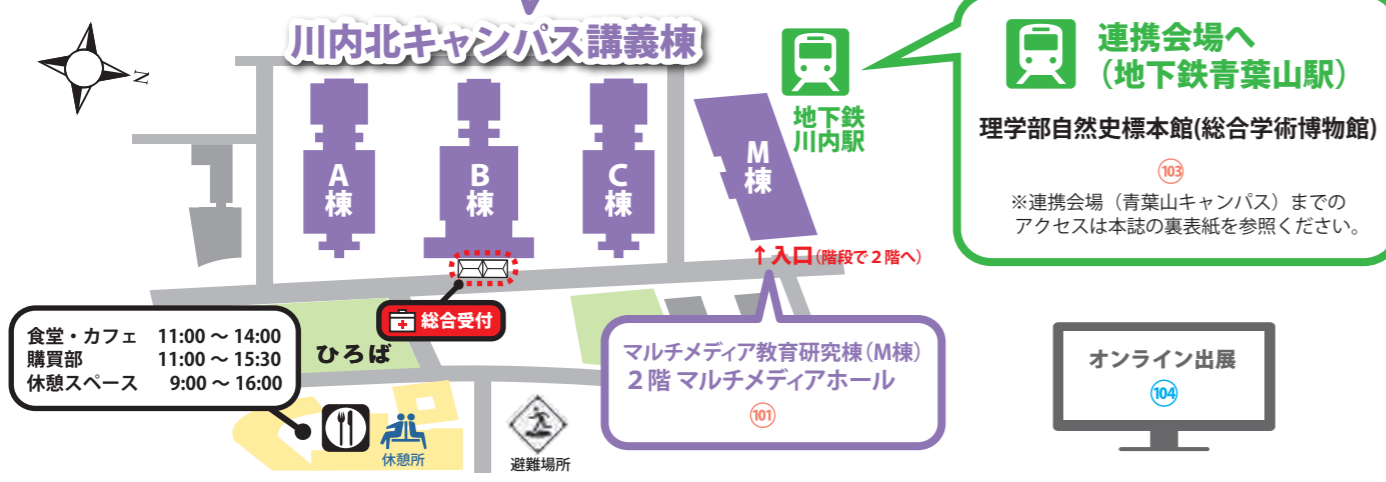 川内北キャンパス講義棟
N
A
棟
B
棟
C
棟
M
棟
地下鉄
川内駅
連携会場へ
（地下鉄青葉山駅）
理学部自然史標本館(総合学術博物館)
103
※連携会場（青葉山キャンパス）までの
アクセスは本誌の裏表紙を参照ください。
↑入口(階段で２階へ)
総合受付
食堂・カフェ 11:00 ～ 14:00
購買部 11:00 ～ 15:30
休憩スペース 9:00 ～ 16:00
ひろば
マルチメディア教育研究棟（M棟）
２階 マルチメディアホール
101
オンライン出展
104
休憩所
避難場所